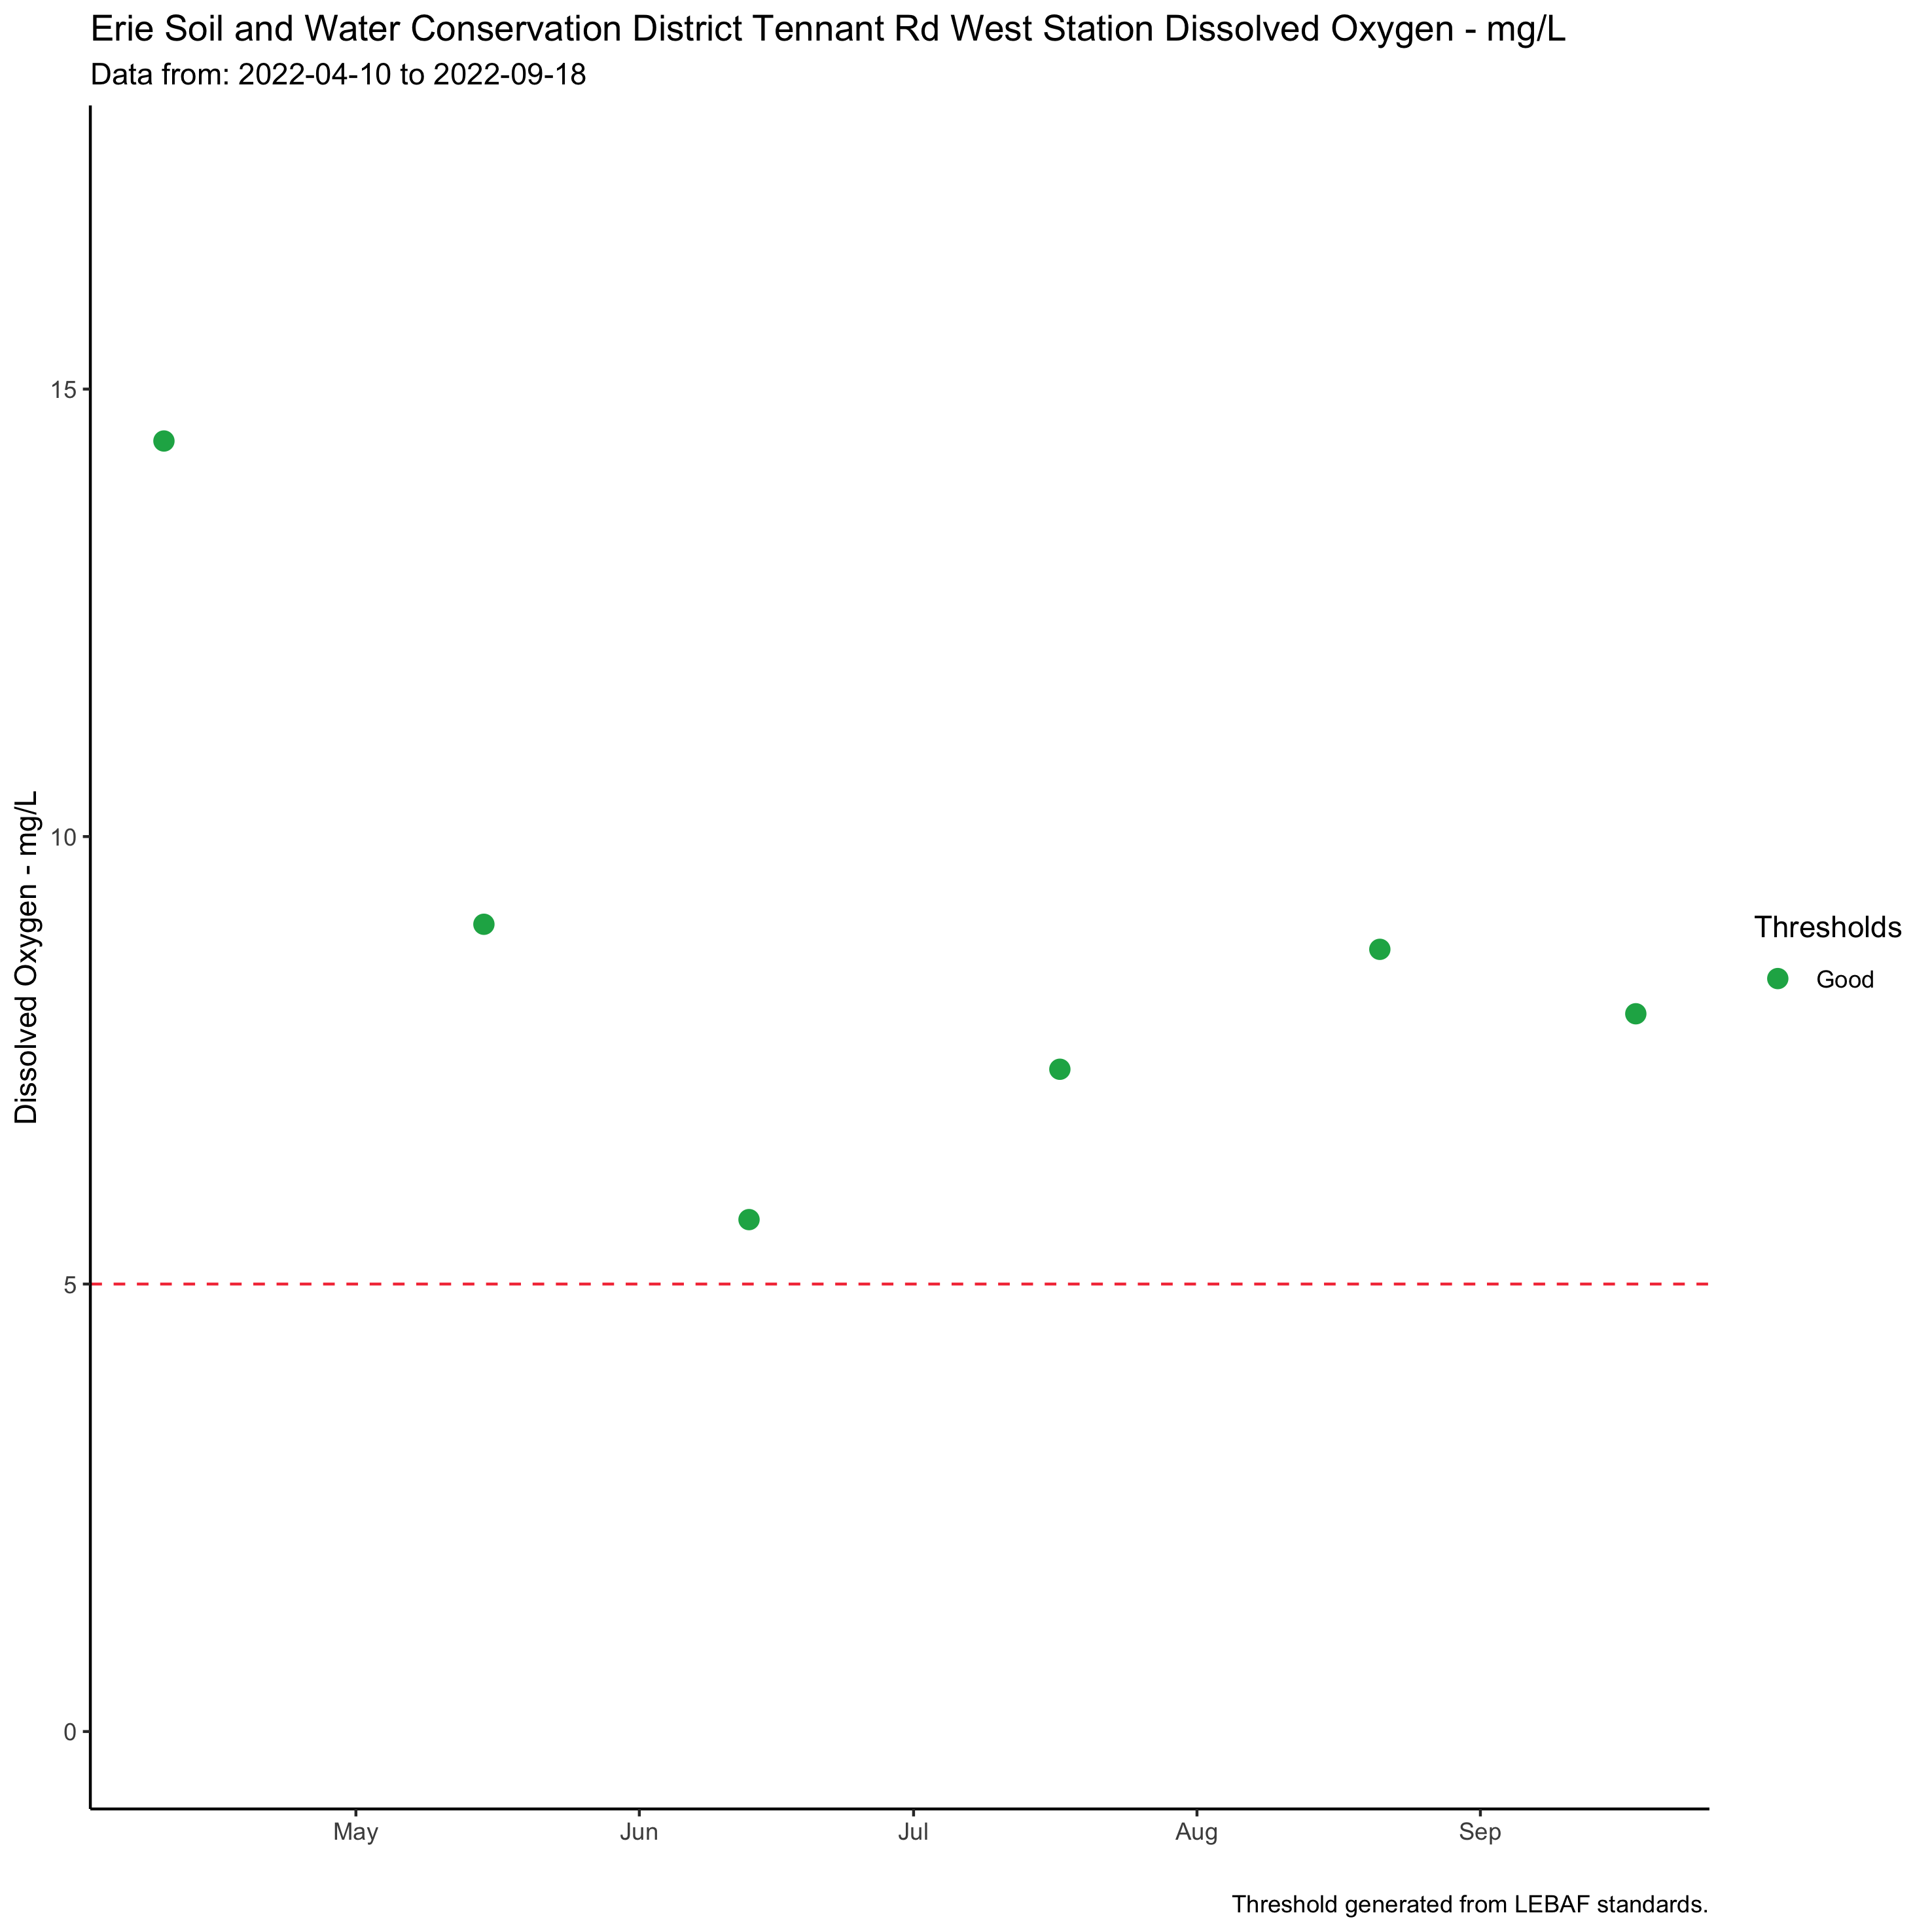 Erie Soil and Water Conservation District Tennant Rd West Station Dissolved Oxygen - mg/L
Data from: 2022-04-10 to 2022-09-18
Dissolved Oxygen - mg/L
15
10
5
0
May Jun Jul Aug Sep
Thresholds
Good
Threshold generated from LEBAF standards.